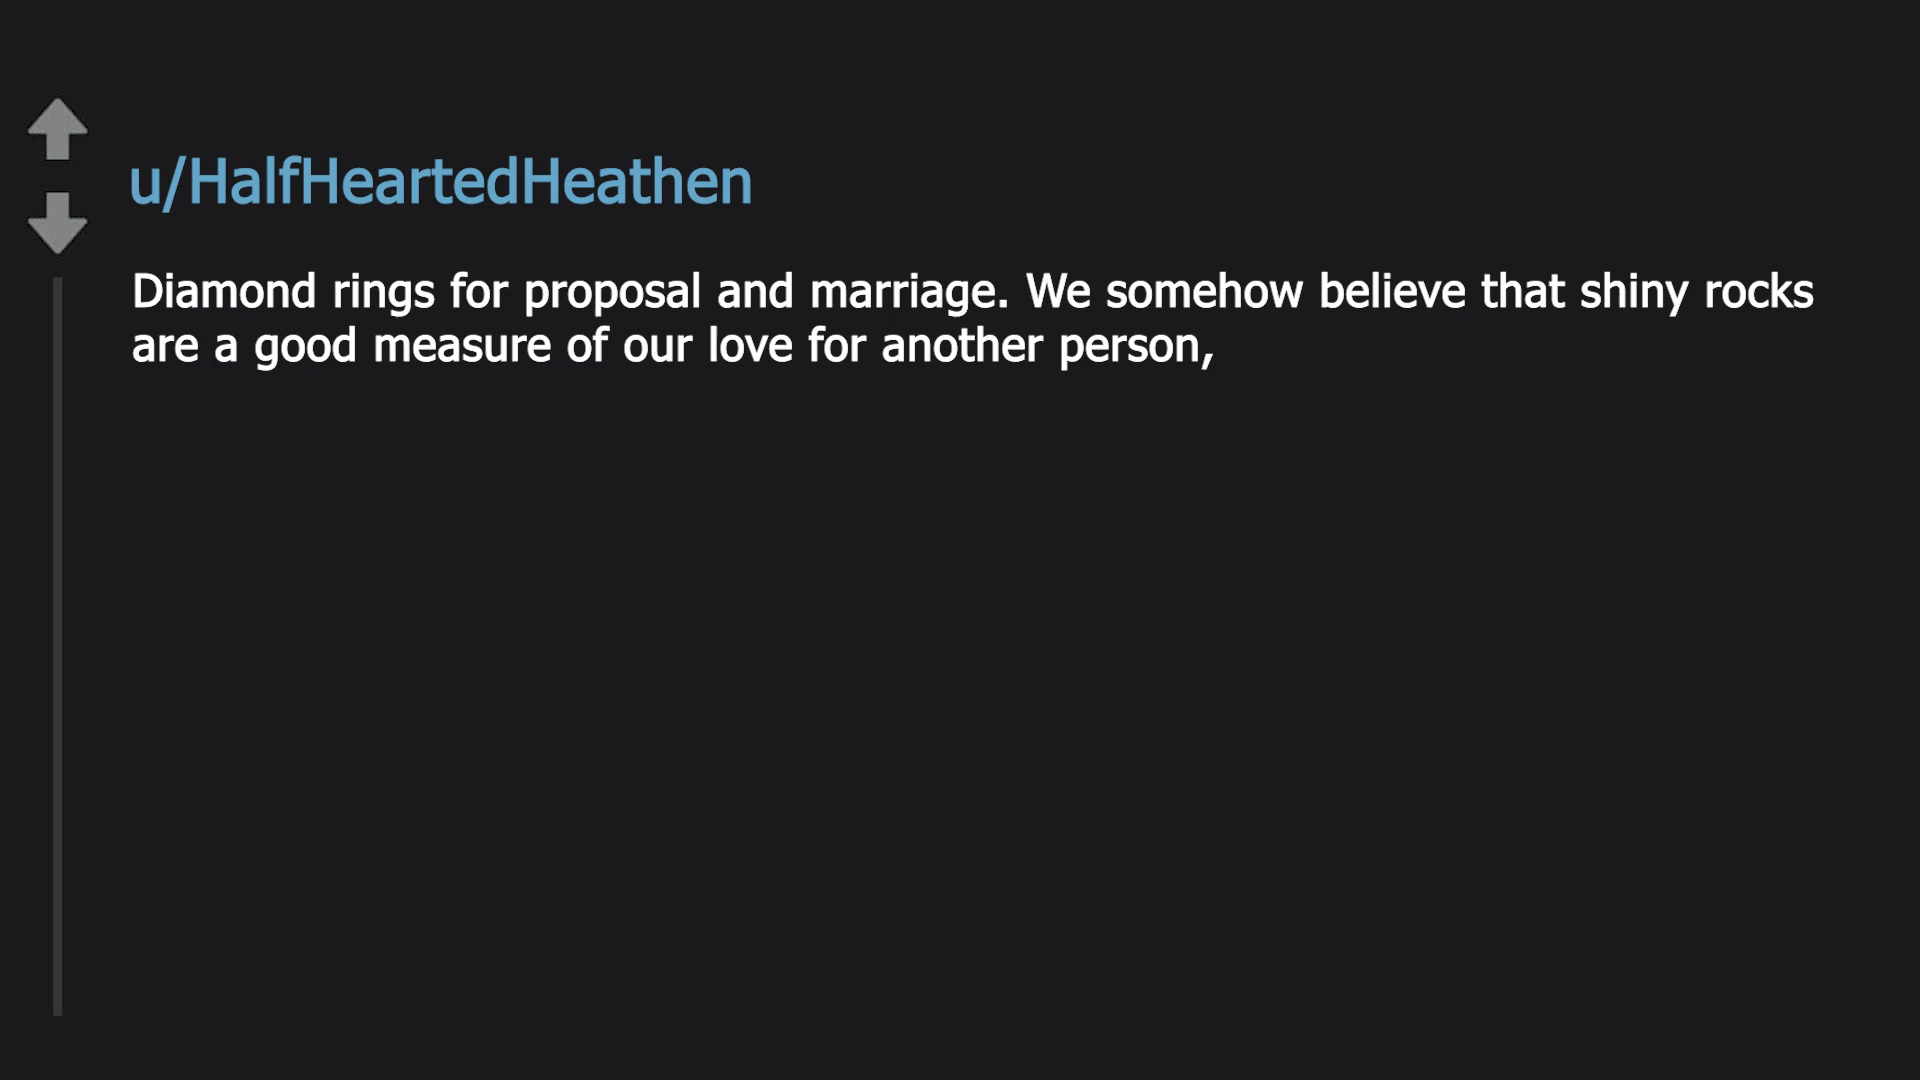 u/HalfHeartedHeathen
Diamond rings for proposal and marriage. We somehow believe that shiny rocks
are a good measure of our love for another person,